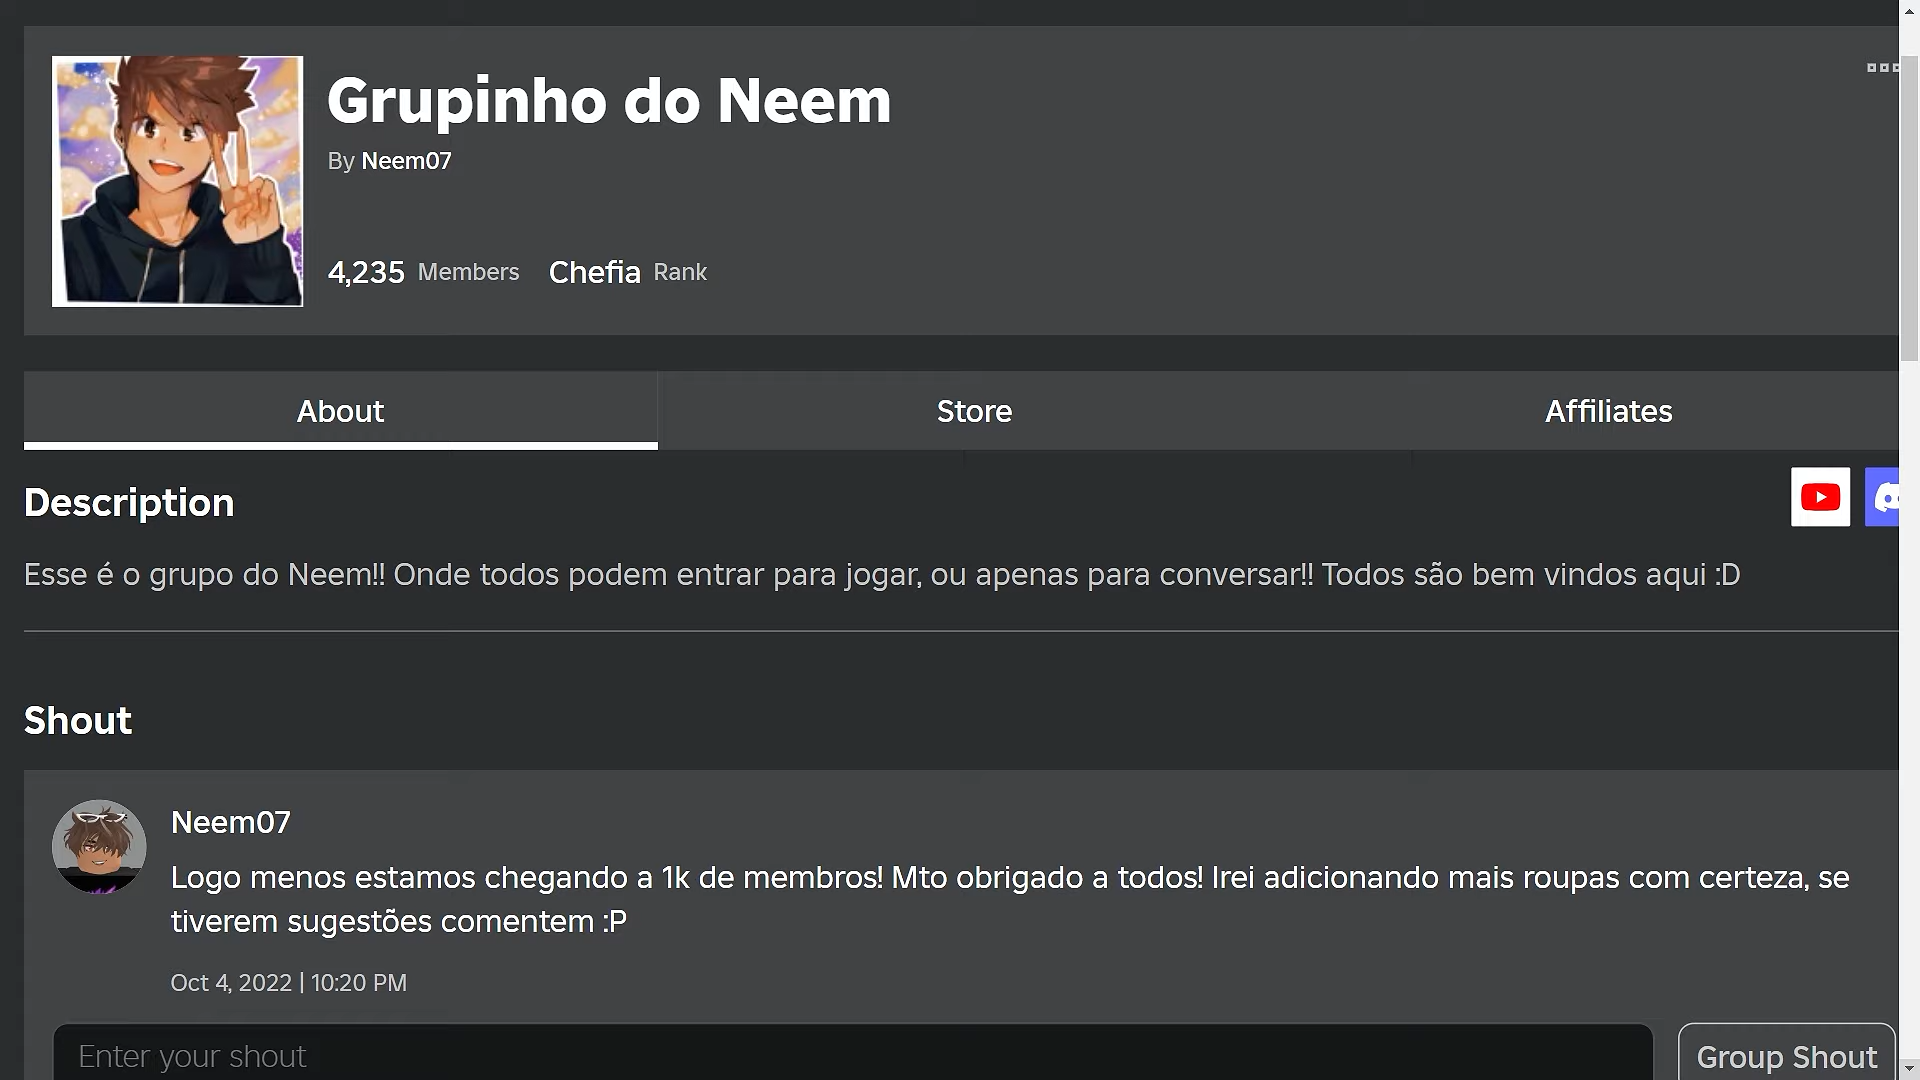 Grupinho do Neem
By Neem07
4,235 Members Chefia Rank
About Store Affiliates
Description
Esse é o grupo do Neem!! Onde todos podem entrar para jogar, ou apenas para conversar!! Todos são bem vindos aqui :D
Shout
Neem07
Logo menos estamos chegando a 1k de membros! Mto obrigado a todos! Irei adicionando mais roupas com certeza, se
tiverem sugestões comentem :P
Oct 4, 2022 | 10:20 PM
Enter your shout Group Shout